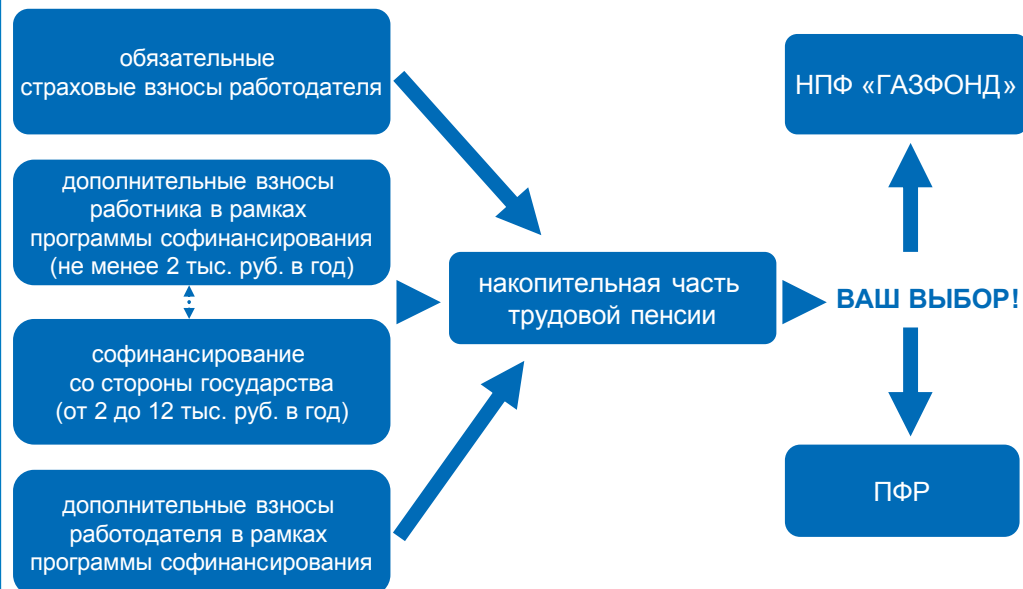 обязательные
страховые взносы работодателя
дополнительные взносы
работника в рамках
программы софинансирования
(не менее 2 тыс. руб. в год)
софинансирование
со стороны государства
(от 2 до 12 тыс. руб. в год)
дополнительные взносы
работодателя в рамках
программы софинансирования
накопительная часть
трудовой пенсии
НПФ «ГАЗФОНД»
ВАШ ВЫБОР!
ПФР